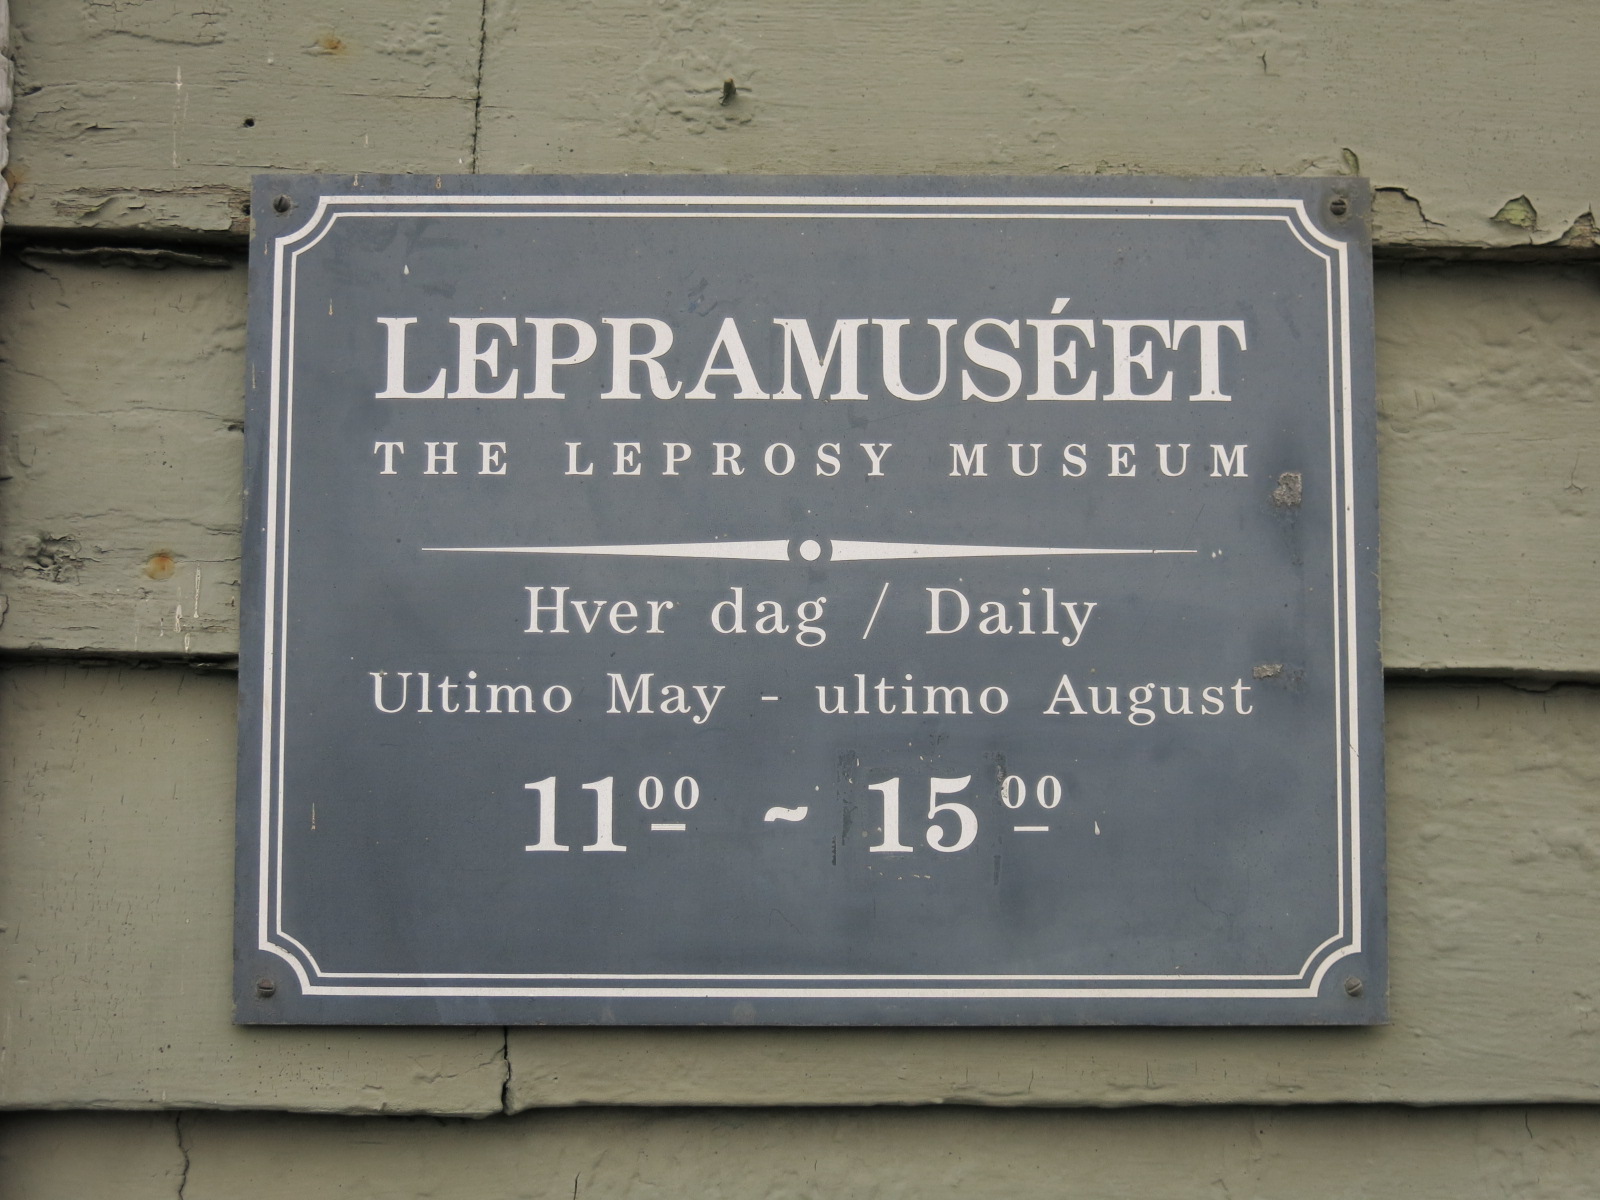 LEPRAMUSÉET
THE LEPROSY MUSEUM
Hver dag / Daily
Ultimo May - ultimo August
11⁰⁰ ~ 15⁰⁰